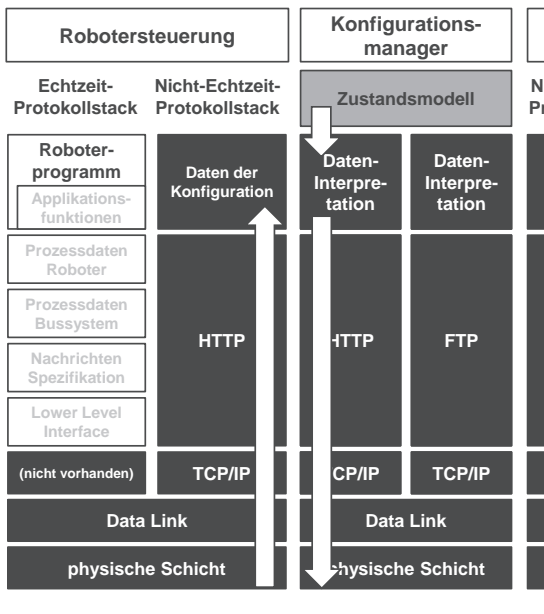 Robotersteuerung
Konfigurations-
manager
Echtzeit-
Protokollstack
Nicht-Echtzeit-
Protokollstack
Zustandsmodell
Roboter-
programm
Applikations-
funktionen
Daten der
Konfiguration
Daten-
Interpre-
tation
Daten-
Interpre-
tation
Prozessdaten
Roboter
Prozessdaten
Bussystem
Nachrichten
Spezifikation
Lower Level
Interface
HTTP
HTTP
FTP
(nicht vorhanden)
TCP/IP
CP/IP
TCP/IP
Data Link
Data Link
physische Schicht
physische Schicht